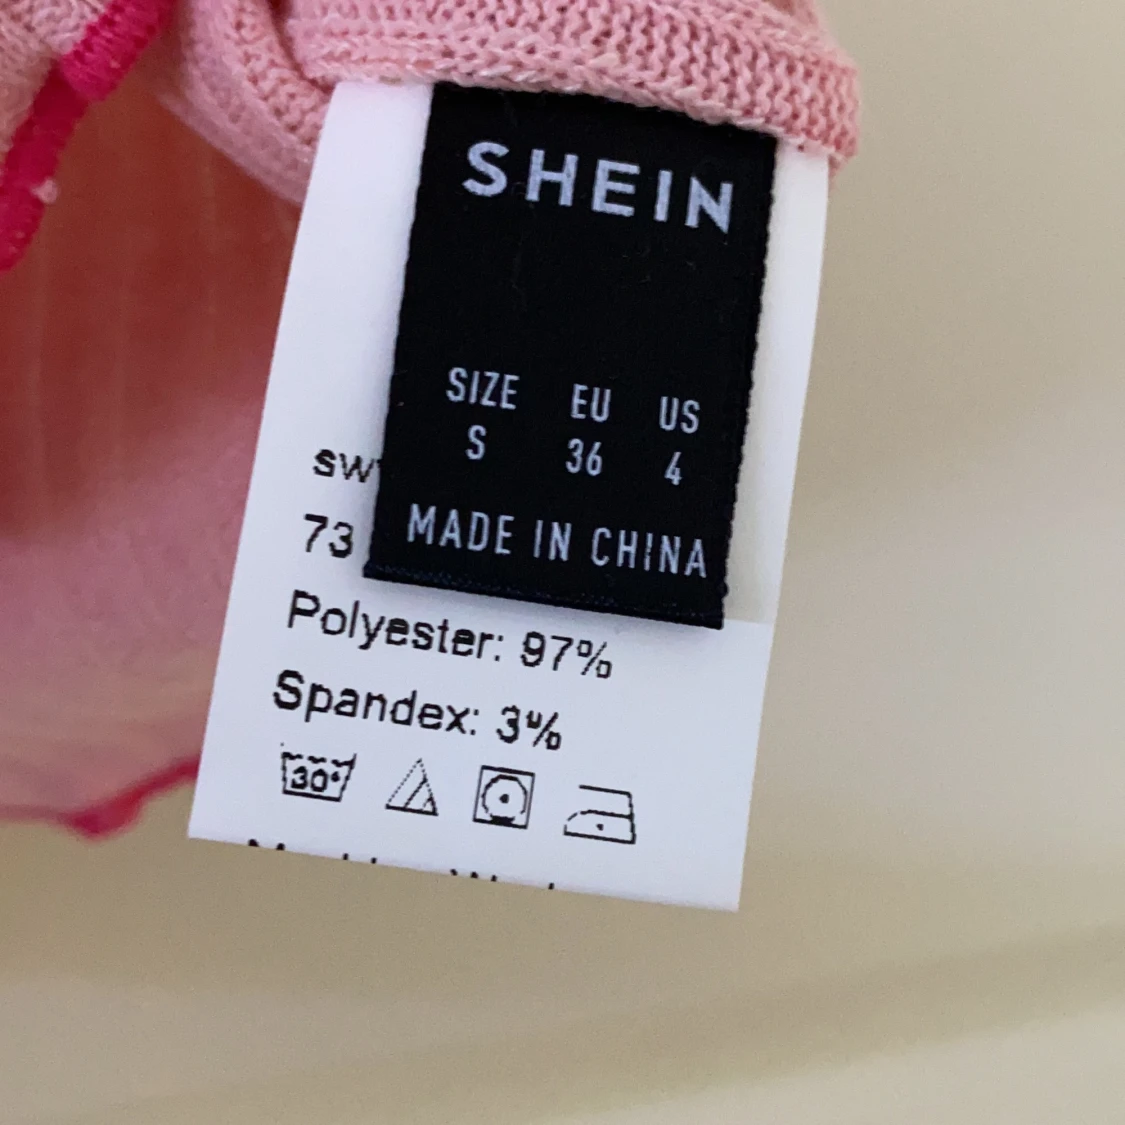 SHEIN
SIZE EU US
S 36 4
MADE IN CHINA
73
Polyester: 97%
Spandex: 3%
30°